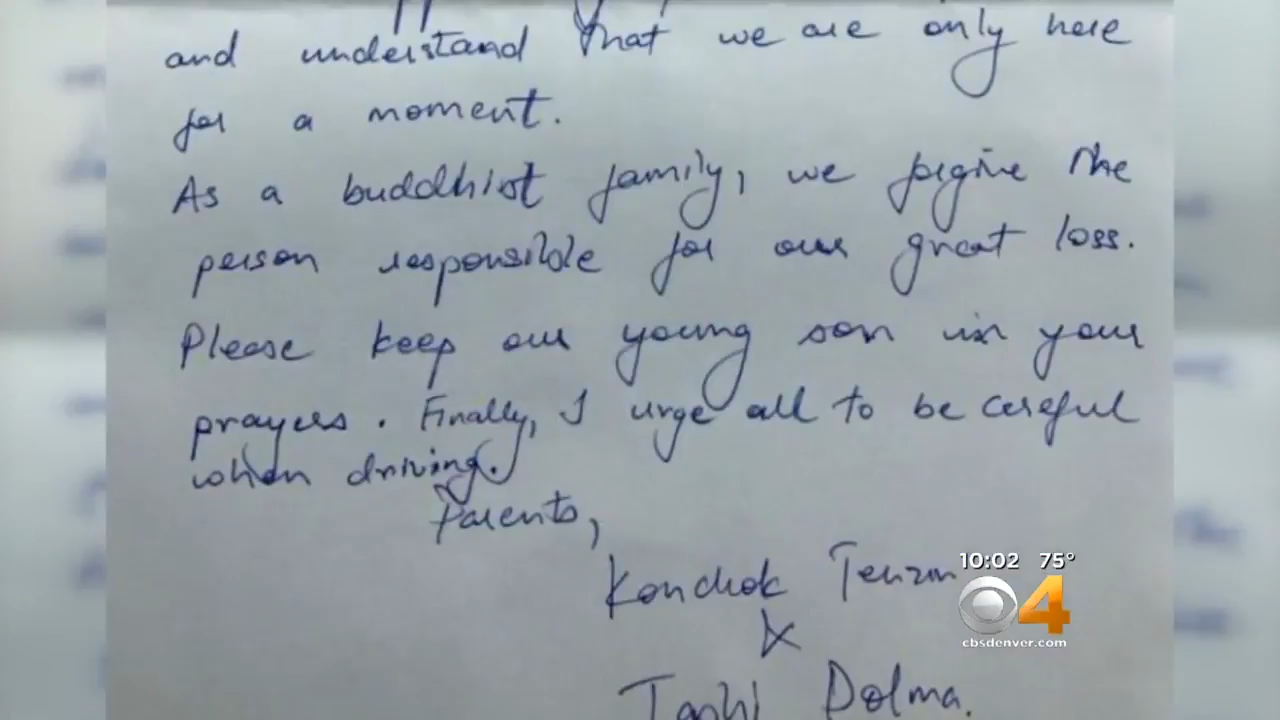 and understand that we are only here
for a moment.
As a buddhist family, we forgive the
person responsible for our great loss.
Please keep our young son in your
prayers. Finally, I urge all to be careful
when driving.
Parents,
Konchok Tenzin
&
Tashi Dolma.
10:02 75°
4
cbsdenver.com